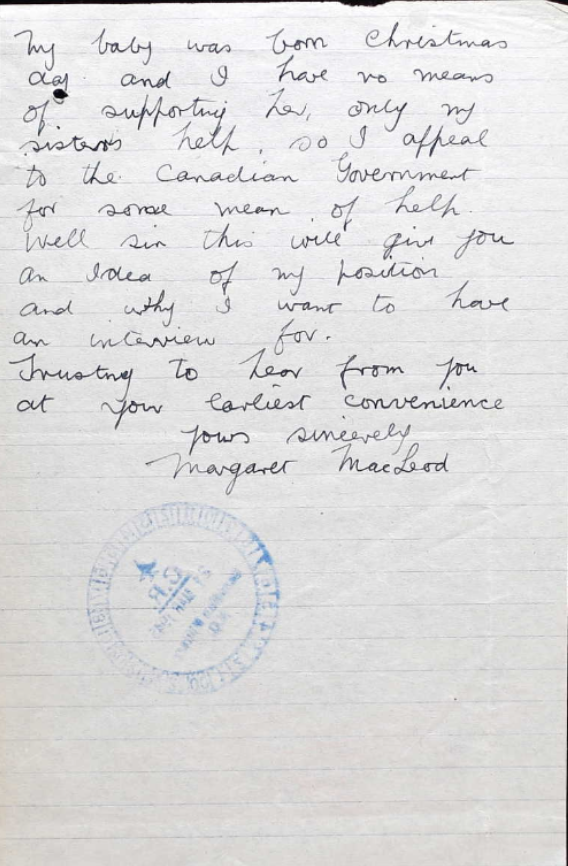 My baby was born Christmas
day and I have no means
of supporting her, only my
sisters help. so I appeal
to the Canadian Government
for some mean of help.
Well sir this will give you
an Idea of my position
and why I want to have
an interview for.
Trusting to hear from you
at your earliest convenience
yours sincerely
Margaret MacLeod
C.R.